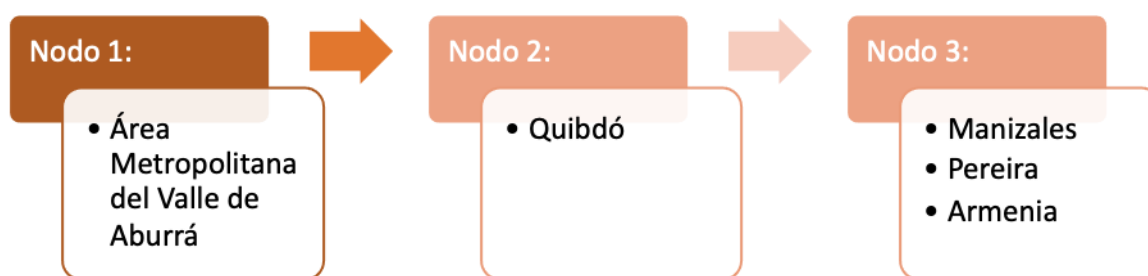 Nodo 1:
• Área
Metropolitana
del Valle de
Aburrá
Nodo 2:
• Quibdó
Nodo 3:
• Manizales
• Pereira
• Armenia